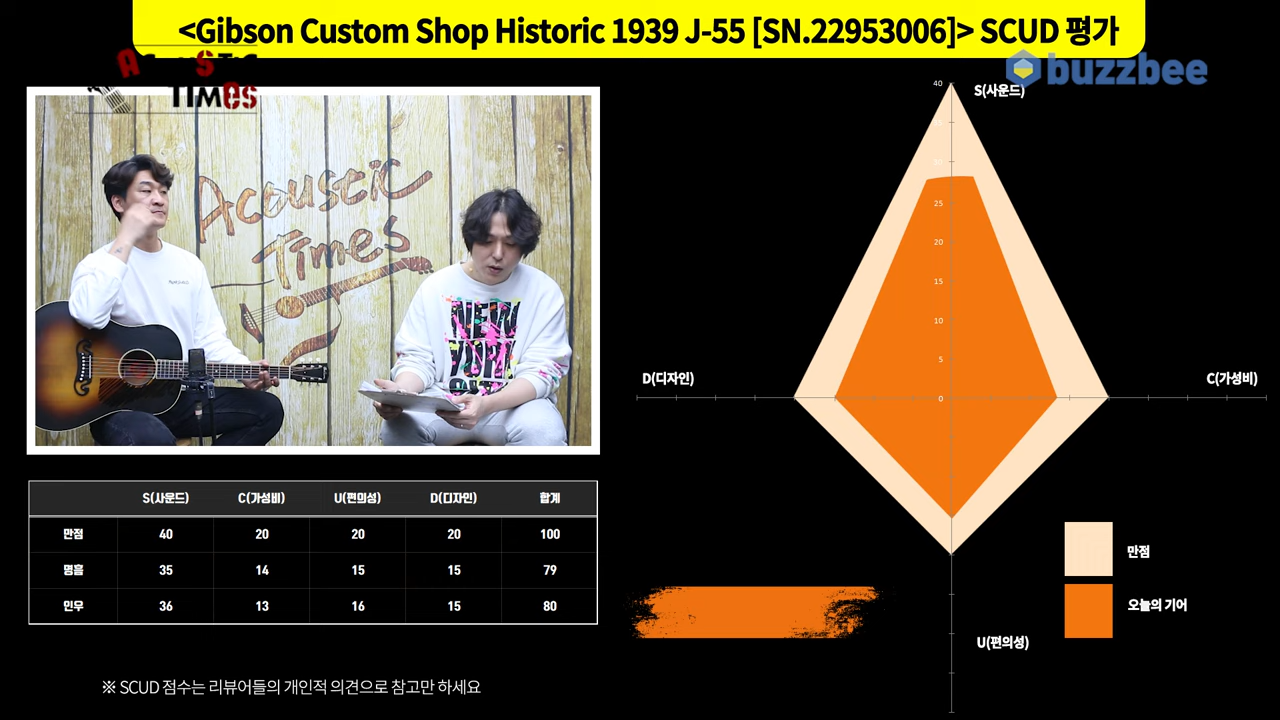 <Gibson Custom Shop Historic 1939 J-55 [SN.22953006]> SCUD 평가
ACOUSTIC
TIMES
buzzbee
Acoustic
Times
NEW
YORK
S(사운드)
40
25
20
15
10
5
0
D(디자인)
C(가성비)
U(편의성)
만점
오늘의 기어
S(사운드) C(가성비) U(편의성) D(디자인) 합계
만점 40 20 20 20 100
명흠 35 14 15 15 79
인우 36 13 16 15 80
※ SCUD 점수는 리뷰어들의 개인적 의견으로 참고만 하세요